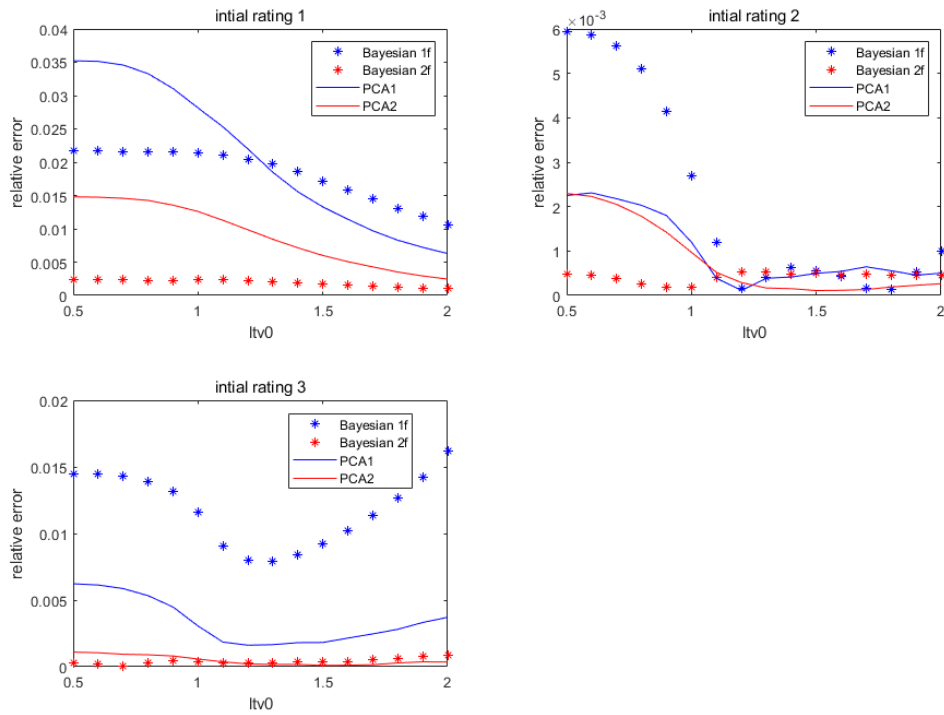 intial rating 1
0.04
0.035
0.03
0.025
0.02
0.015
0.01
0.005
0
relative error
0.5
1
1.5
2
ltv0
Bayesian 1f
Bayesian 2f
PCA1
PCA2
intial rating 2
×10⁻³
6
5
4
3
2
1
0
relative error
0.5
1
1.5
2
ltv0
Bayesian 1f
Bayesian 2f
PCA1
PCA2
intial rating 3
0.02
0.015
0.01
0.005
0
relative error
0.5
1
1.5
2
ltv0
Bayesian 1f
Bayesian 2f
PCA1
PCA2